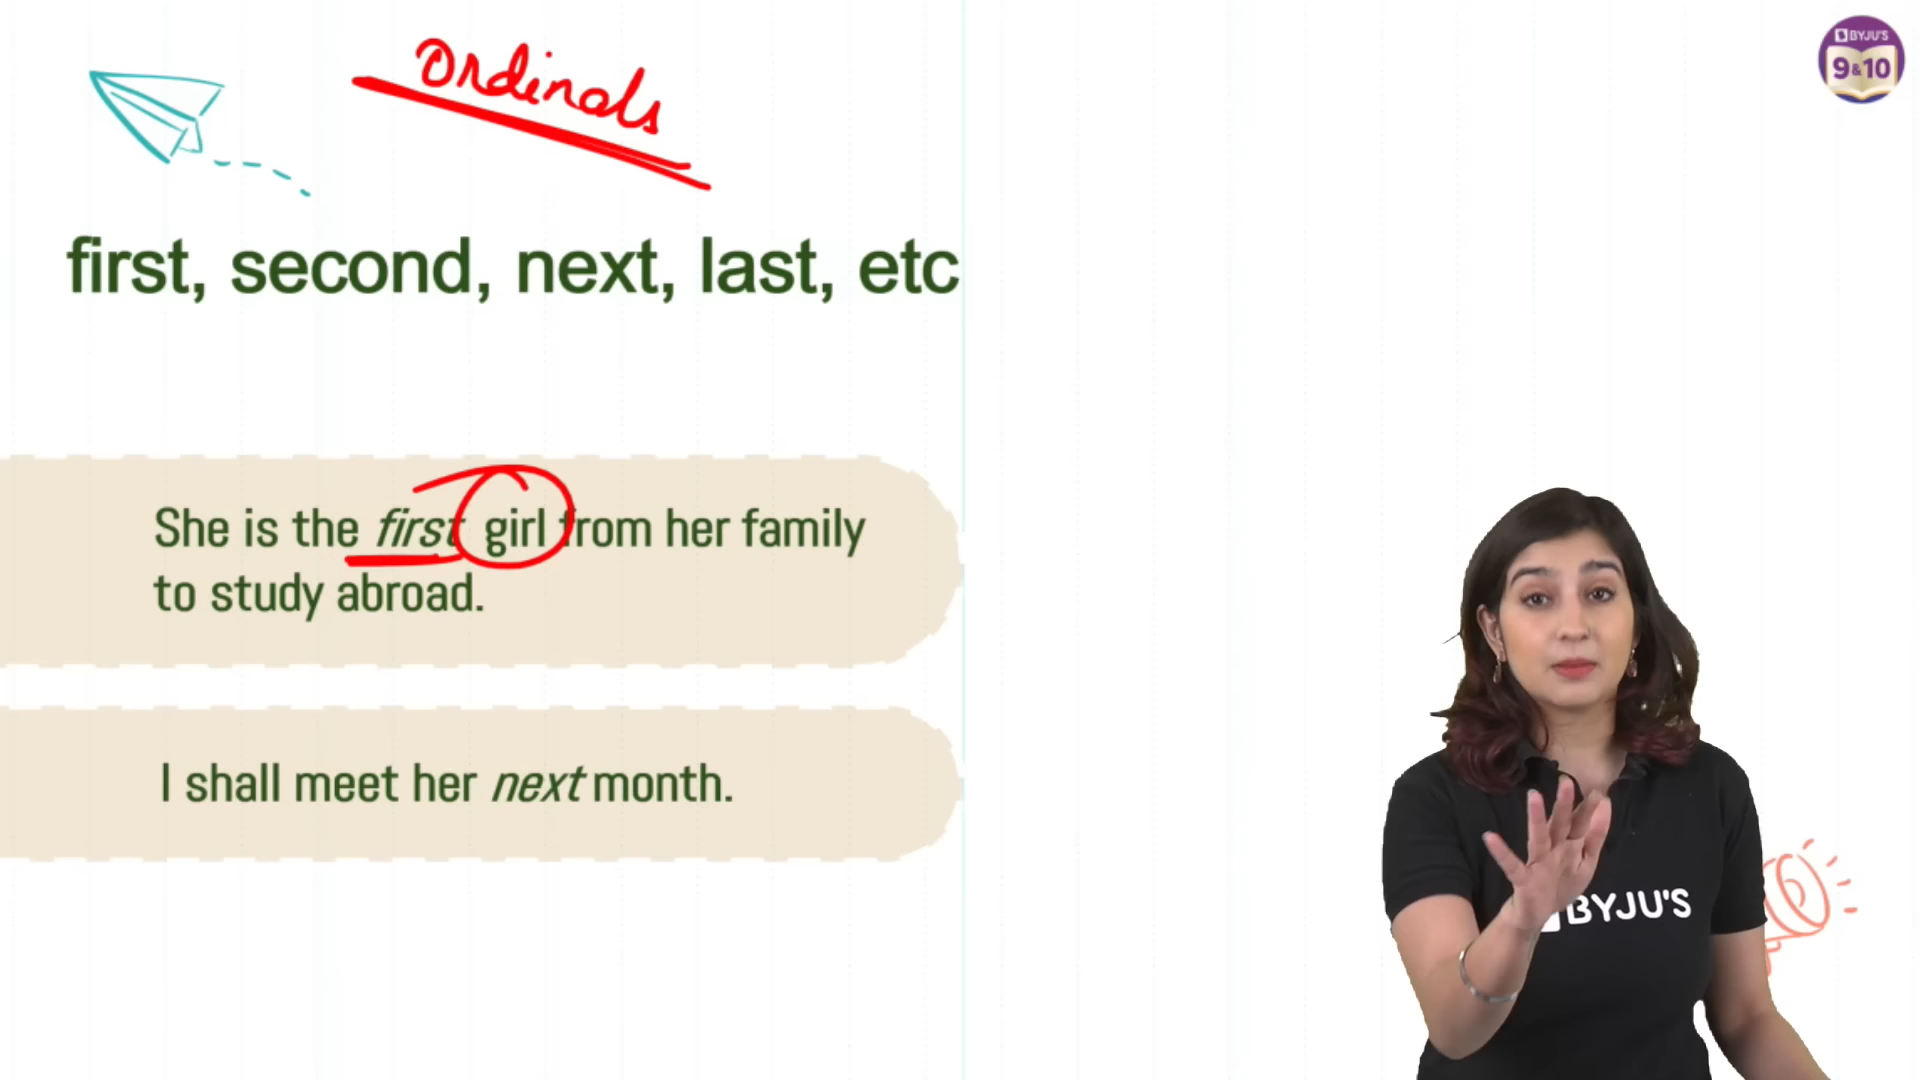 Ordinals
BYJU'S
9&10
first, second, next, last, etc
She is the first girl from her family
to study abroad.
I shall meet her next month.
BYJU'S